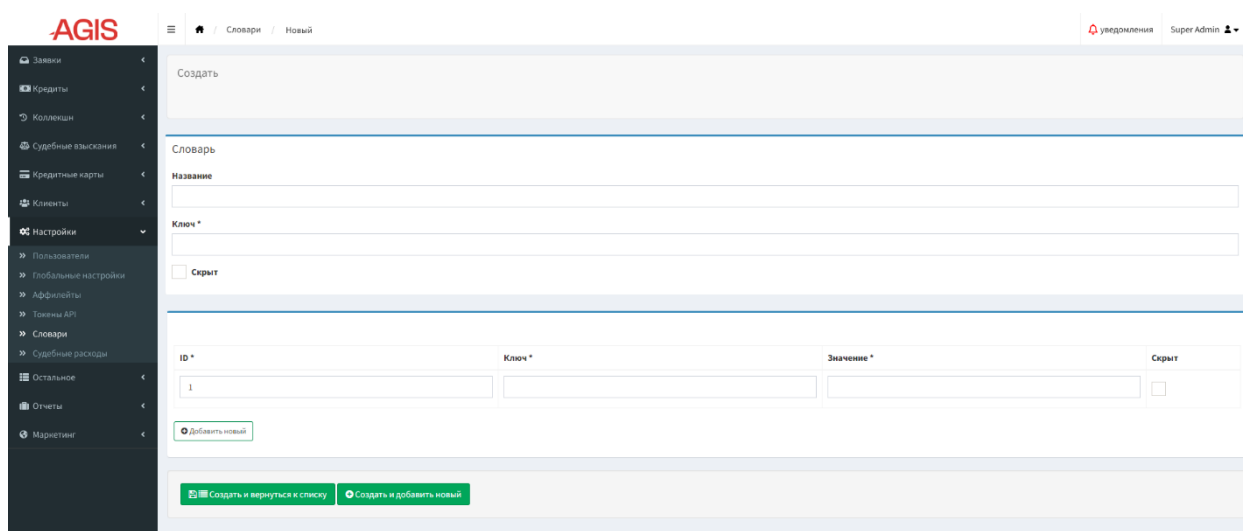 AGIS
Словари / Новый
уведомления
Super Admin
Заявки
Кредиты
Коллекшн
Судебные взыскания
Кредитные карты
Клиенты
Настройки
Пользователи
Глобальные настройки
Аффилейты
Токены API
Словари
Судебные расходы
Остальное
Отчеты
Маркетинг
Создать
Словарь
Название
Ключ *
Скрыт
ID * Ключ * Значение * Скрыт
1
Добавить новый
Создать и вернуться к списку Создать и добавить новый